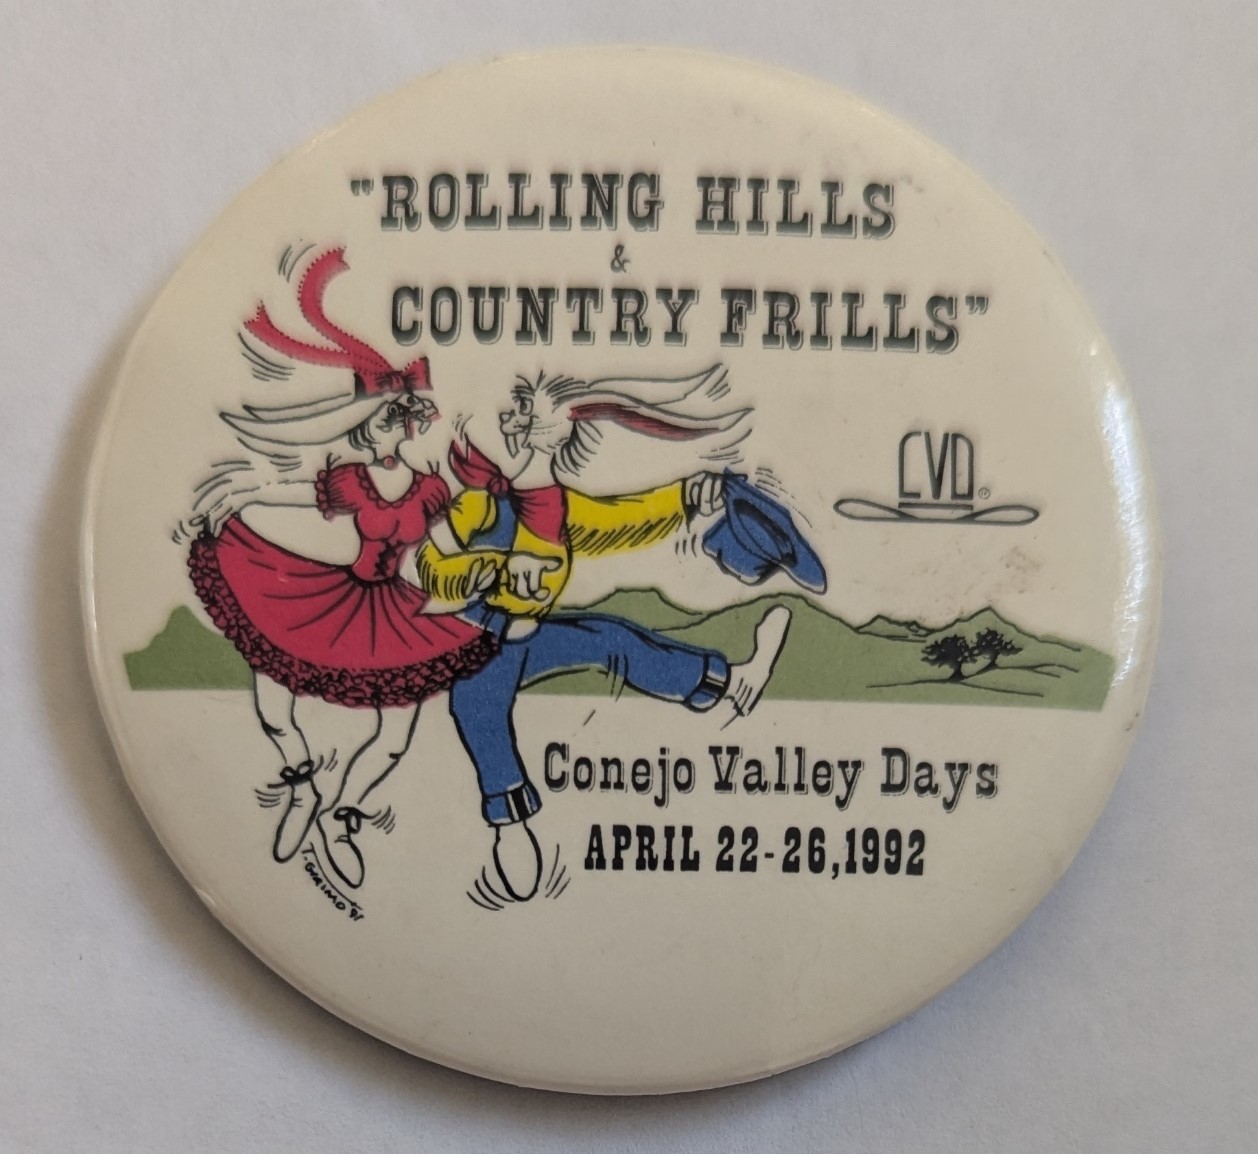 "ROLLING HILLS
&
COUNTRY FRILLS"
CVD®
Conejo Valley Days
APRIL 22-26,1992